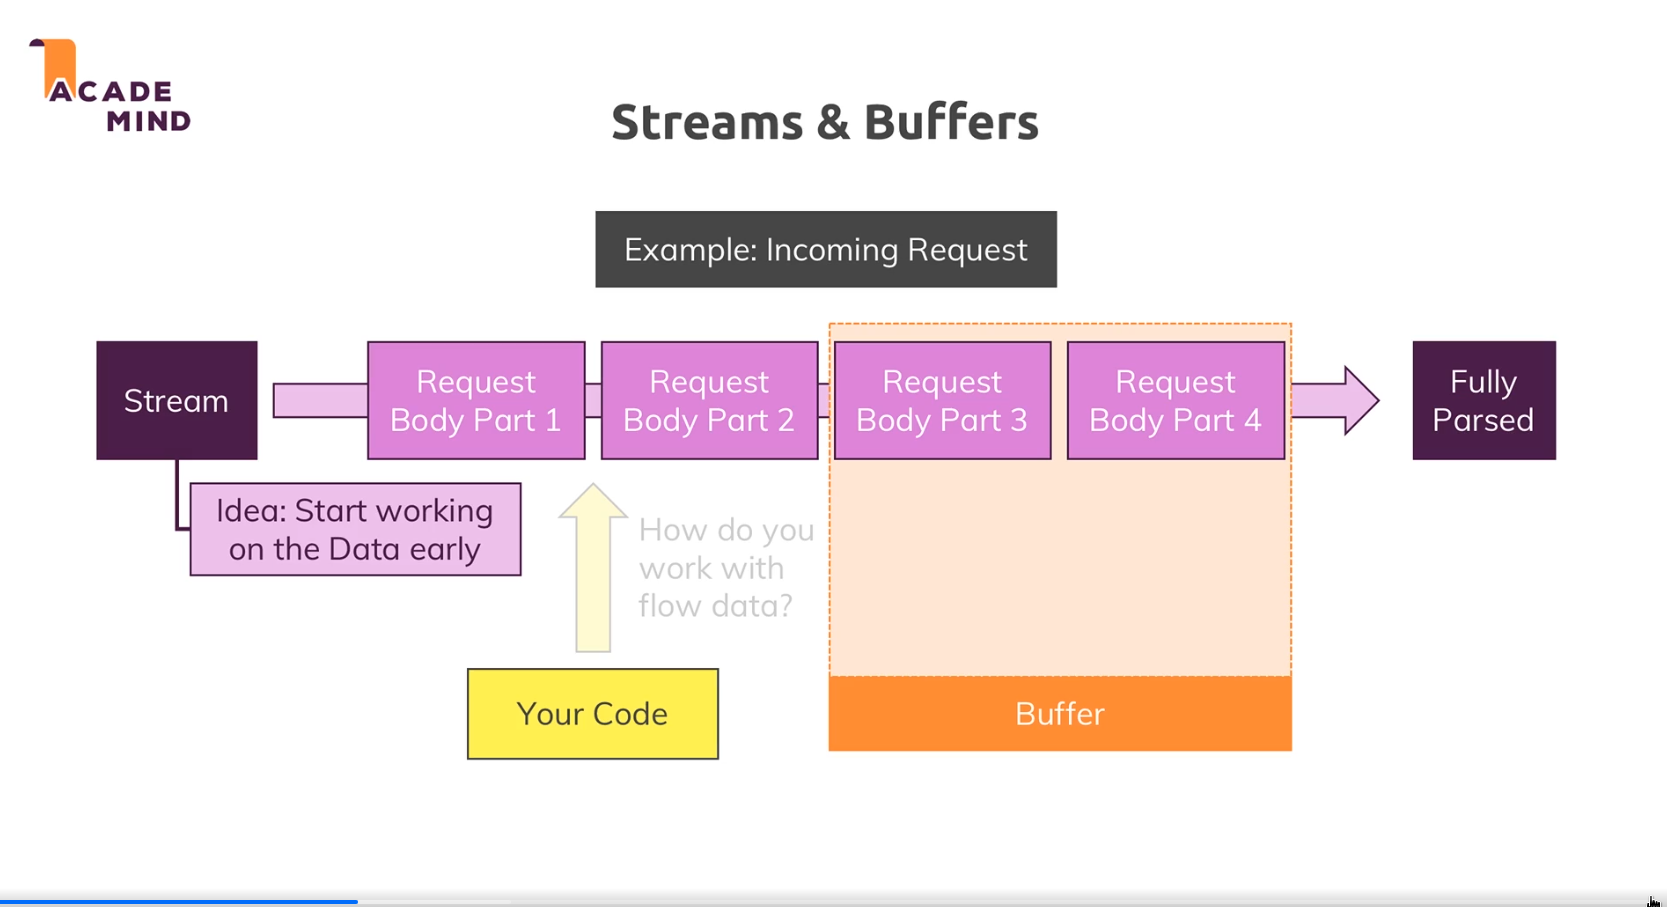 ACADE
MIND
Streams & Buffers
Example: Incoming Request
Stream
Request
Body Part 1
Request
Body Part 2
Request
Body Part 3
Request
Body Part 4
Fully
Parsed
Idea: Start working
on the Data early
How do you
work with
flow data?
Your Code
Buffer